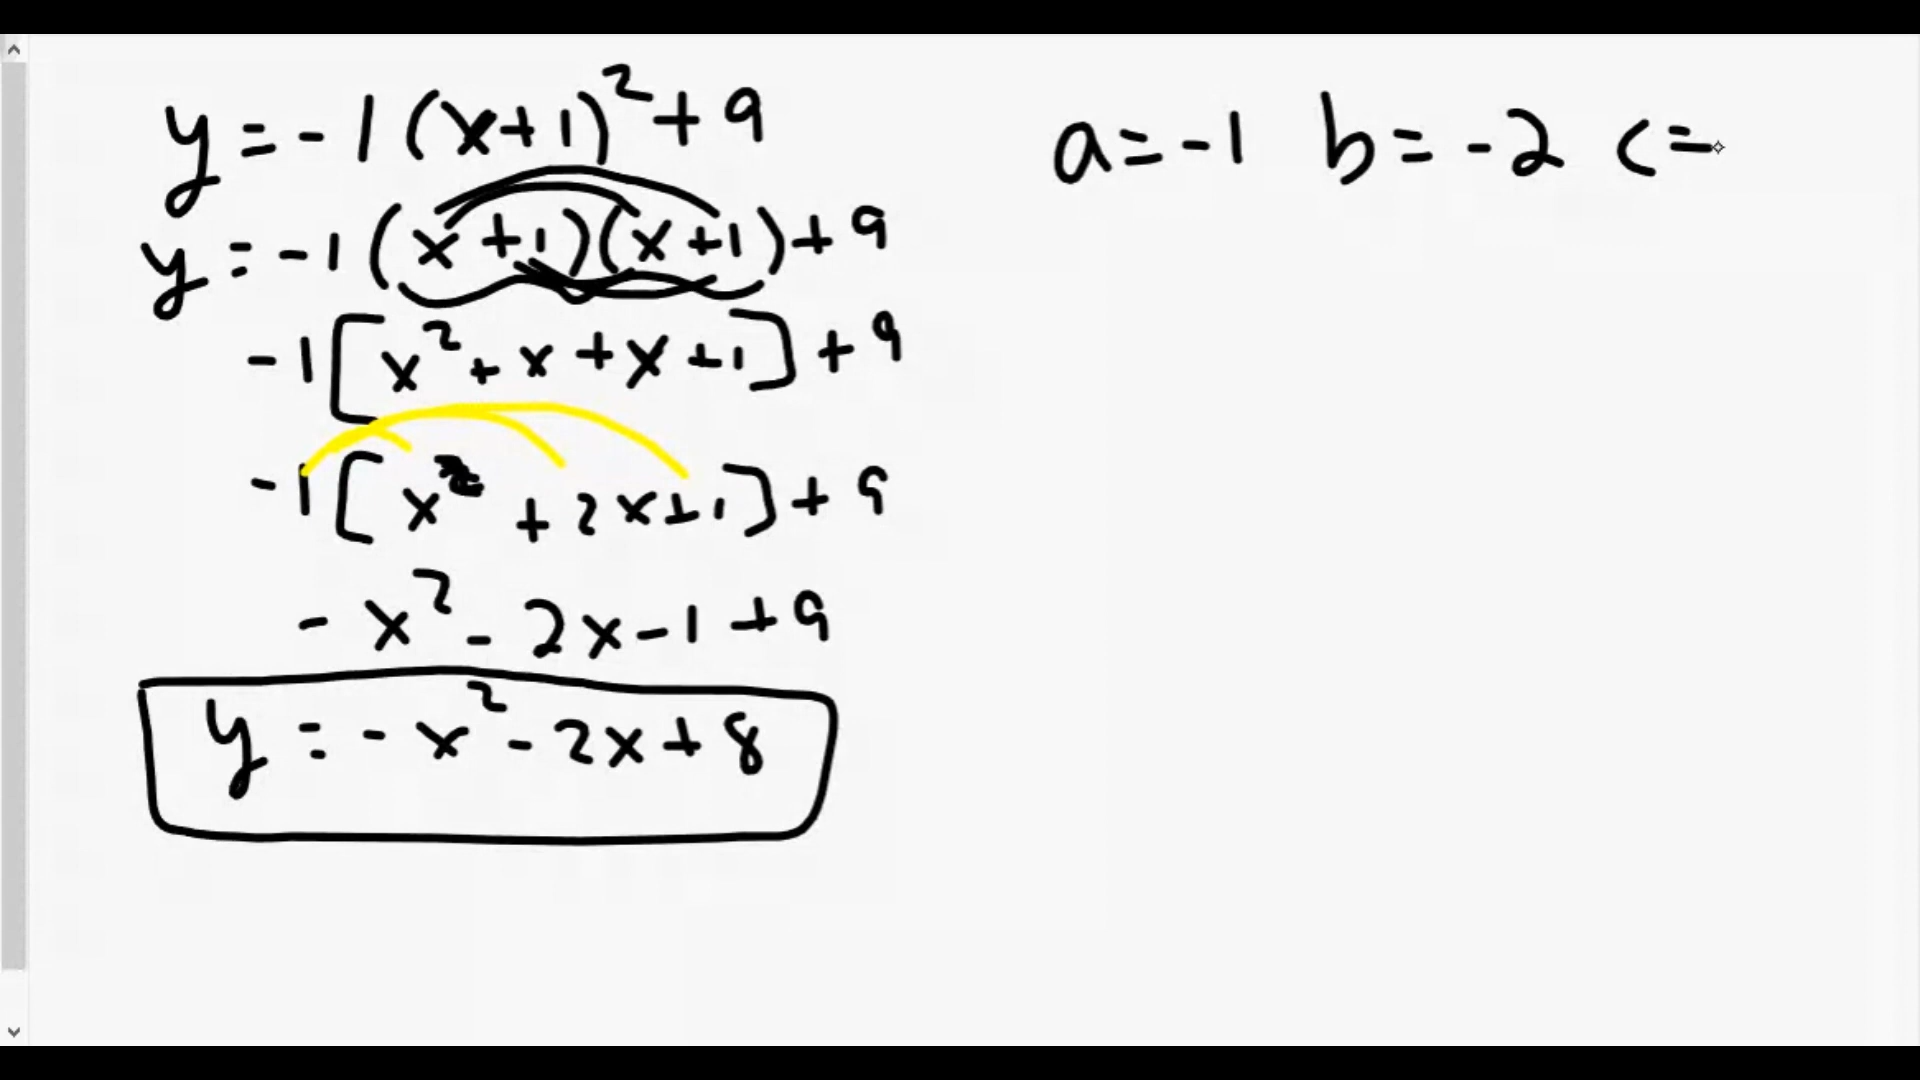 y = -1(x+1)² + 9
y = -1(x+1)(x+1) + 9
-1[x² + x + x + 1] + 9
-1[x² + 2x + 1] + 9
-x² - 2x - 1 + 9
y = -x² - 2x + 8
a = -1 b = -2 c =